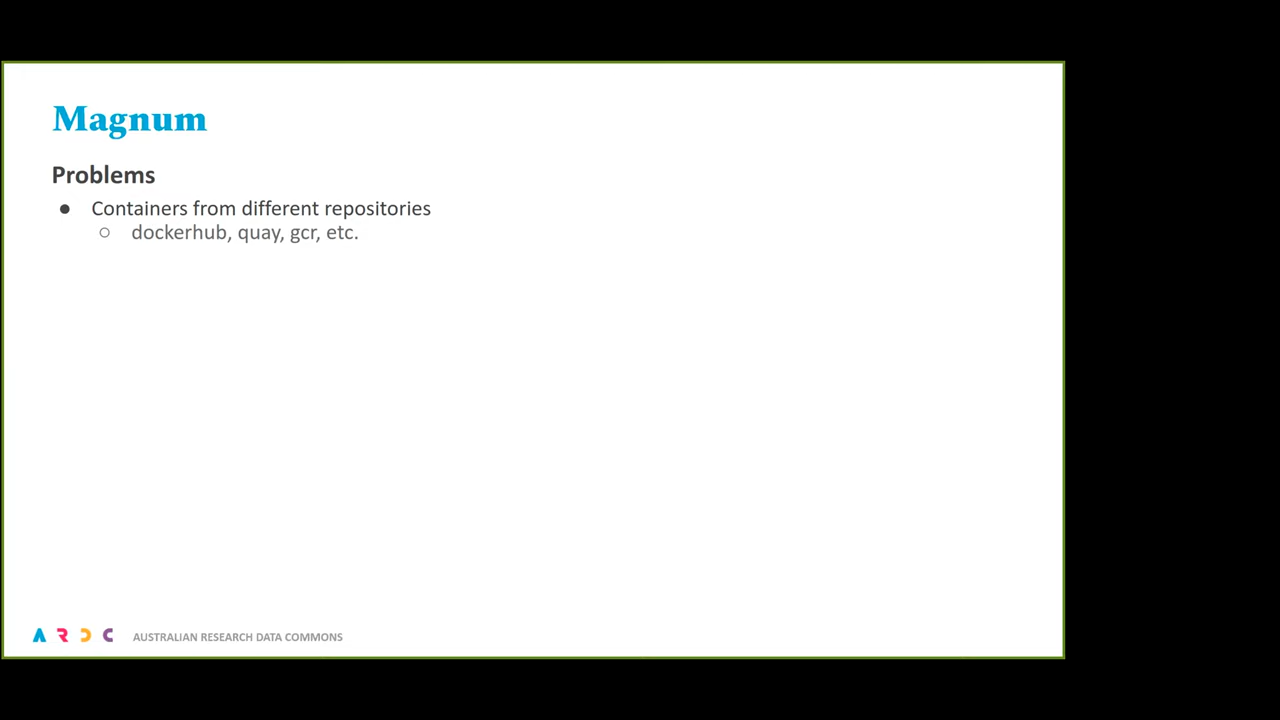 Magnum
Problems
● Containers from different repositories
○ dockerhub, quay, gcr, etc.
A R D C AUSTRALIAN RESEARCH DATA COMMONS